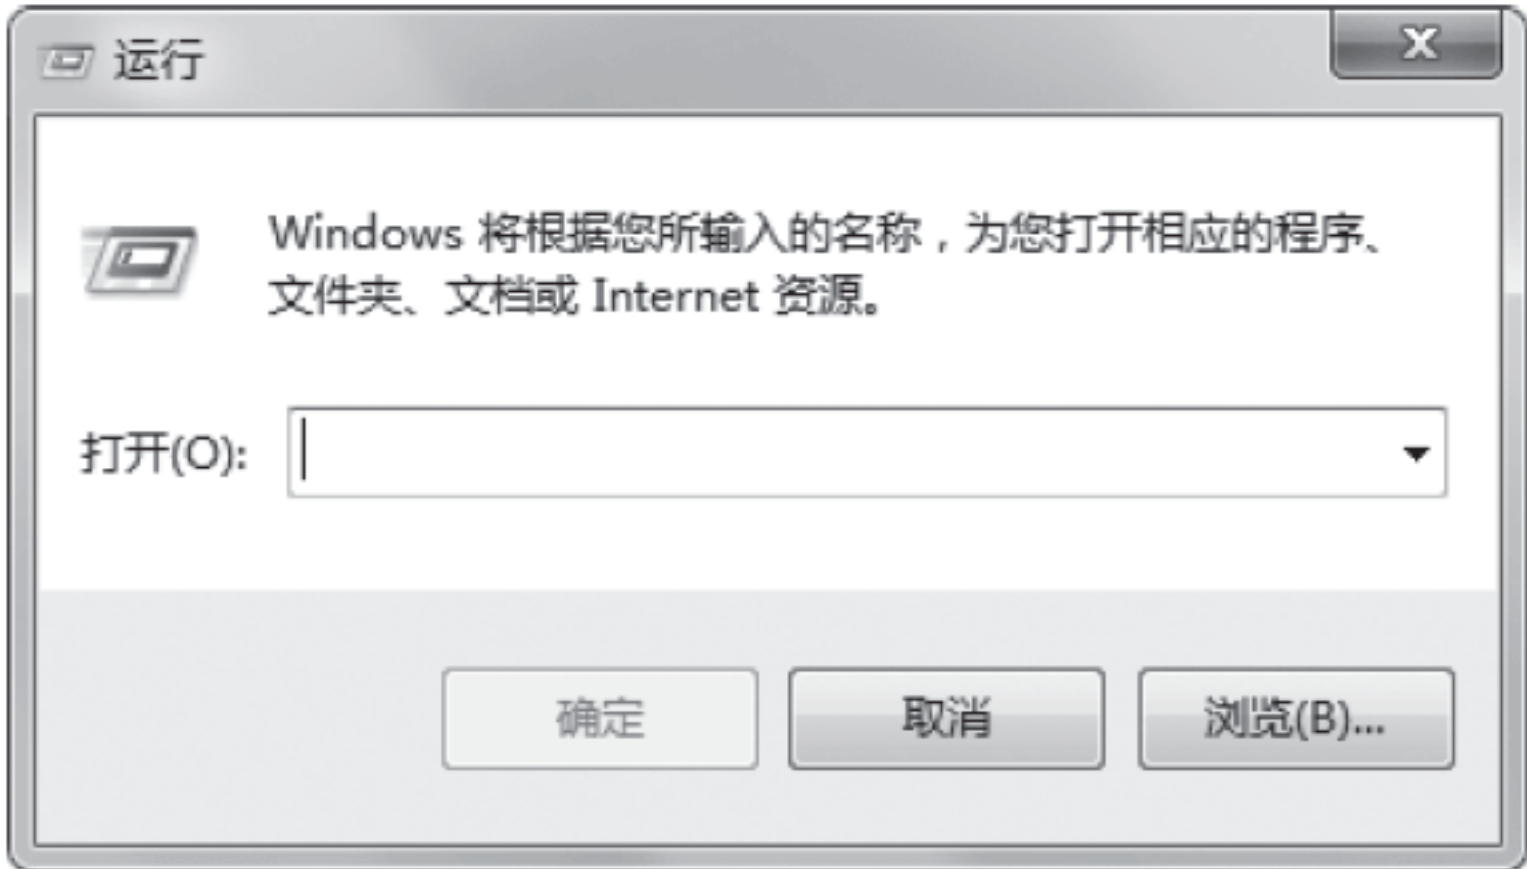 运行
Windows 将根据您所输入的名称，为您打开相应的程序、
文件夹、文档或 Internet 资源。
打开(O):
确定
取消
浏览(B)...